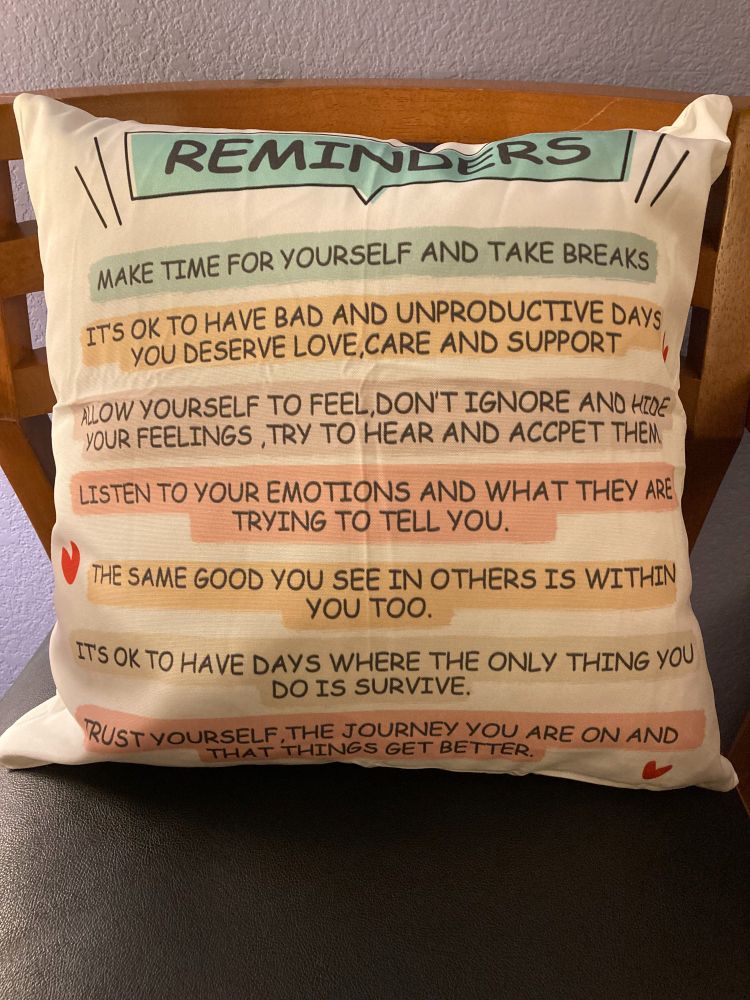 REMINDERS
MAKE TIME FOR YOURSELF AND TAKE BREAKS
IT'S OK TO HAVE BAD AND UNPRODUCTIVE DAYS
YOU DESERVE LOVE,CARE AND SUPPORT
ALLOW YOURSELF TO FEEL,DON'T IGNORE AND HIDE
YOUR FEELINGS ,TRY TO HEAR AND ACCPET THEM
LISTEN TO YOUR EMOTIONS AND WHAT THEY ARE
TRYING TO TELL YOU.
THE SAME GOOD YOU SEE IN OTHERS IS WITHIN
YOU TOO.
IT'S OK TO HAVE DAYS WHERE THE ONLY THING YOU
DO IS SURVIVE.
TRUST YOURSELF,THE JOURNEY YOU ARE ON AND
THAT THINGS GET BETTER.